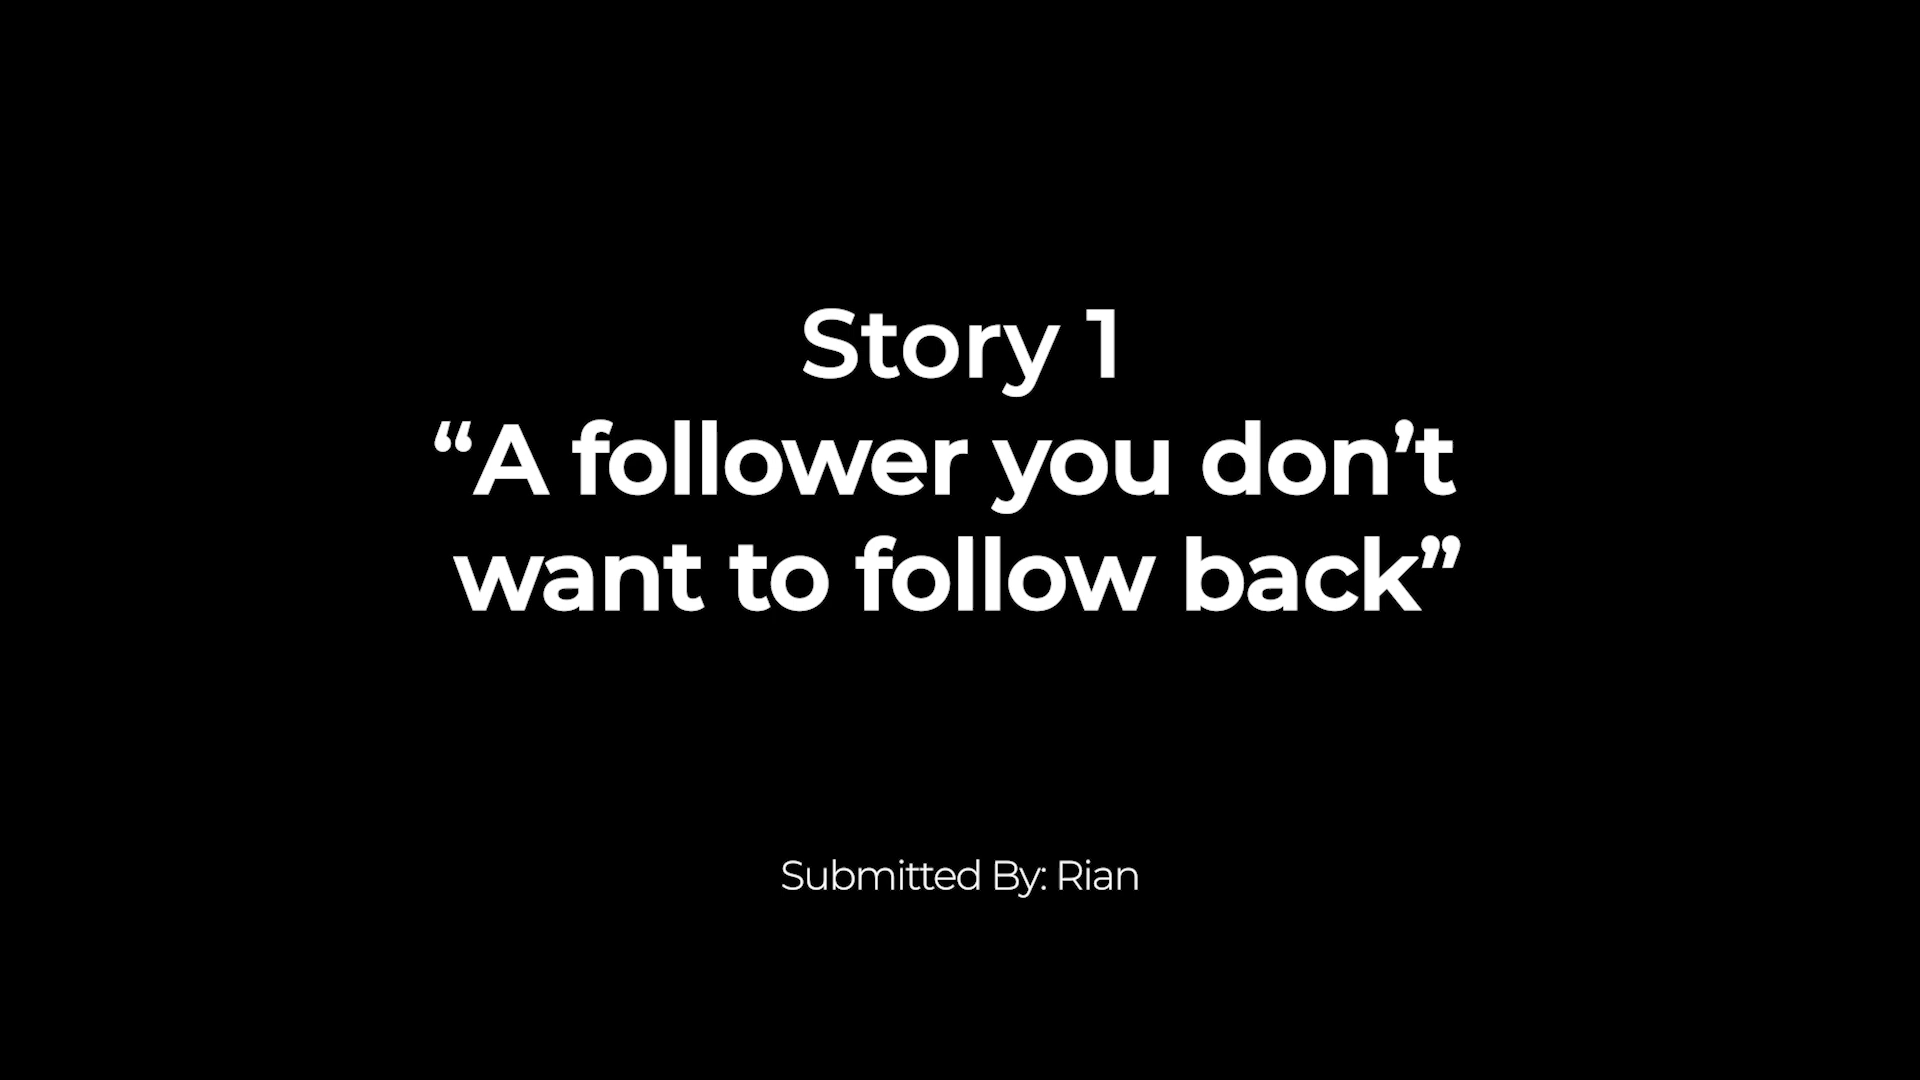 Story 1
“A follower you don’t
want to follow back”
Submitted By: Rian